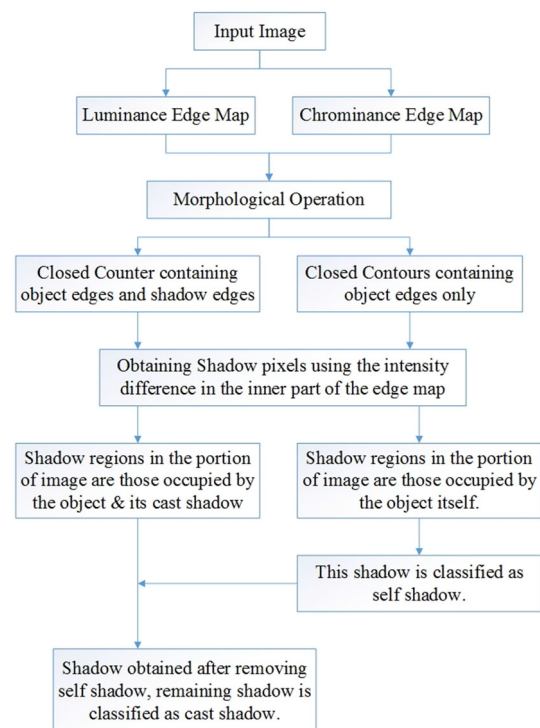 Input Image
Luminance Edge Map
Chrominance Edge Map
Morphological Operation
Closed Counter containing
object edges and shadow edges
Closed Contours containing
object edges only
Obtaining Shadow pixels using the intensity
difference in the inner part of the edge map
Shadow regions in the portion
of image are those occupied by
the object & its cast shadow
Shadow regions in the portion
of image are those occupied by
the object itself.
This shadow is classified as
self shadow.
Shadow obtained after removing
self shadow, remaining shadow is
classified as cast shadow.